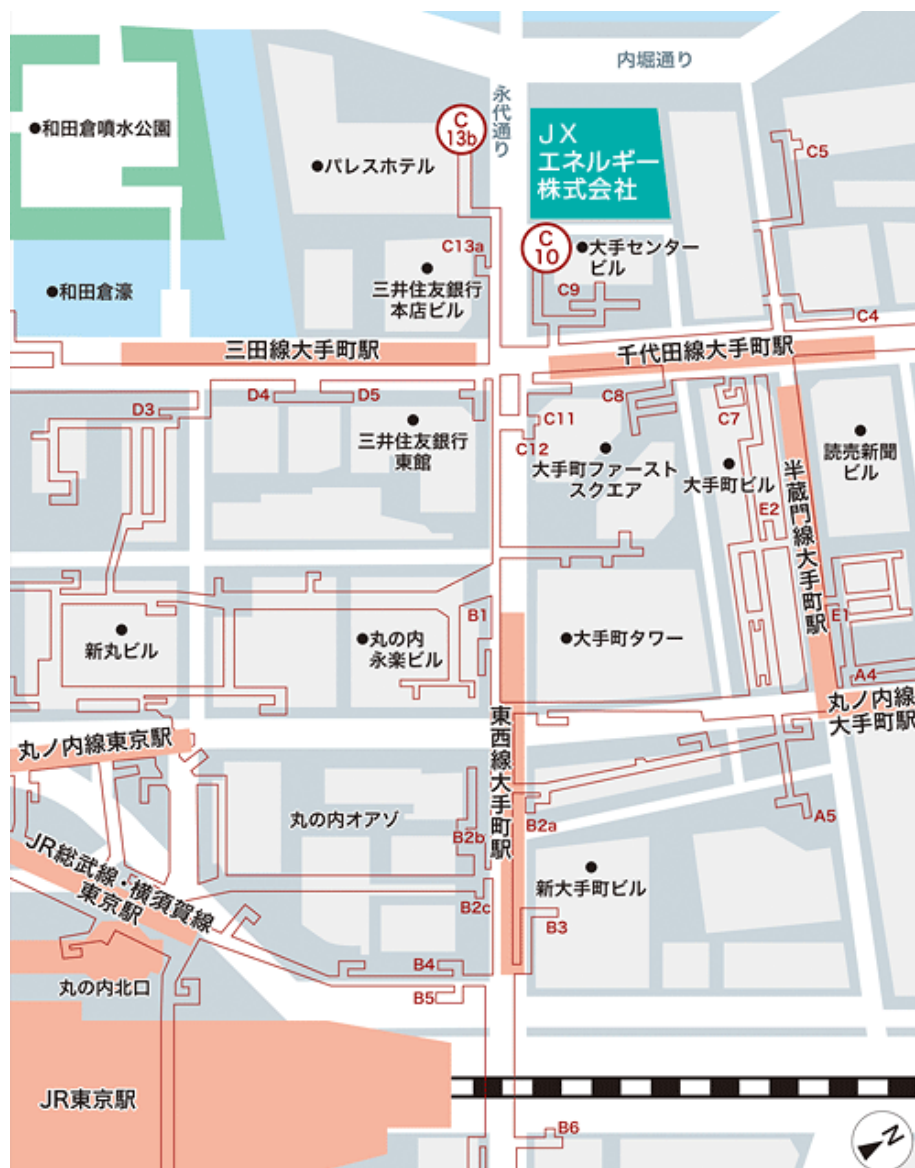 内堀通り
永代通り
●和田倉噴水公園
C
13b
JX
エネルギー
株式会社
C5
●パレスホテル
C
10
●大手センター
ビル
C13a
三井住友銀行
本店ビル
●和田倉濠
C9
C4
三田線大手町駅
千代田線大手町駅
D3
D4
D5
C8
C7
C11
C12
三井住友銀行
東館
大手町ファースト
スクエア
大手町ビル
読売新聞
ビル
E2
半蔵門線大手町駅
B1
E1
新丸ビル
丸の内
永楽ビル
●大手町タワー
A4
丸ノ内線
大手町駅
丸ノ内線東京駅
東西線大手町駅
丸の内オアゾ
B2b
B2a
A5
JR総武線・横須賀線
東京駅
新大手町ビル
B2c
B3
B4
B5
丸の内北口
JR東京駅
B6
N